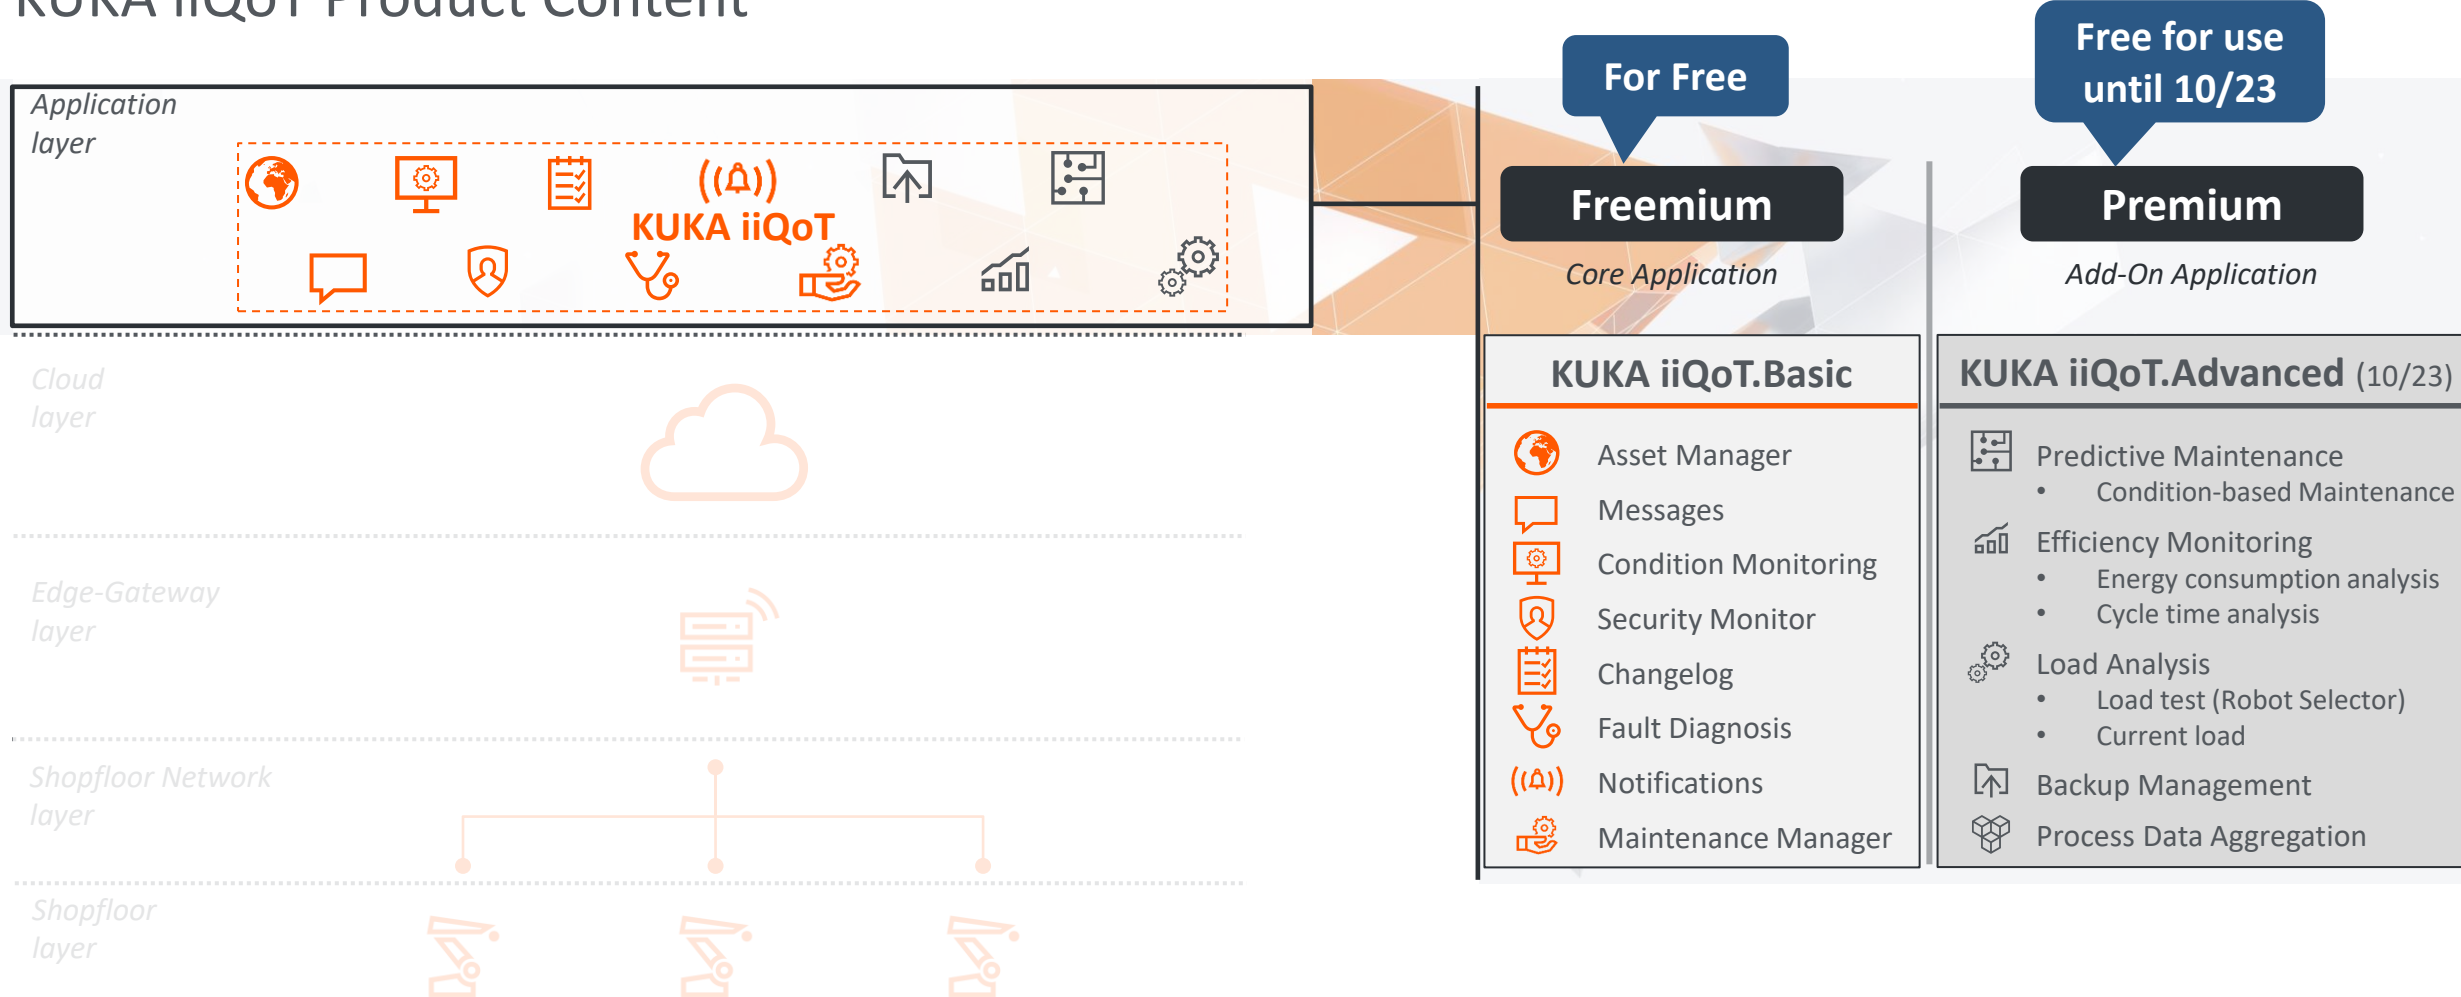 KUKA iiQoT Product Content
Application
layer
KUKA iiQoT
Cloud
layer
Edge-Gateway
layer
Shopfloor Network
layer
Shopfloor
layer
For Free
Freemium
Core Application
KUKA iiQoT.Basic
Asset Manager
Messages
Condition Monitoring
Security Monitor
Changelog
Fault Diagnosis
Notifications
Maintenance Manager
Free for use
until 10/23
Premium
Add-On Application
KUKA iiQoT.Advanced (10/23)
Predictive Maintenance
• Condition-based Maintenance
Efficiency Monitoring
• Energy consumption analysis
• Cycle time analysis
Load Analysis
• Load test (Robot Selector)
• Current load
Backup Management
Process Data Aggregation